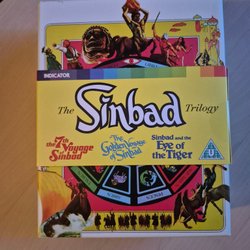 INDICATOR
The Sinbad Trilogy
the 7th Voyage of Sinbad
The Golden Voyage of Sinbad
Sinbad and the Eye of the Tiger
U